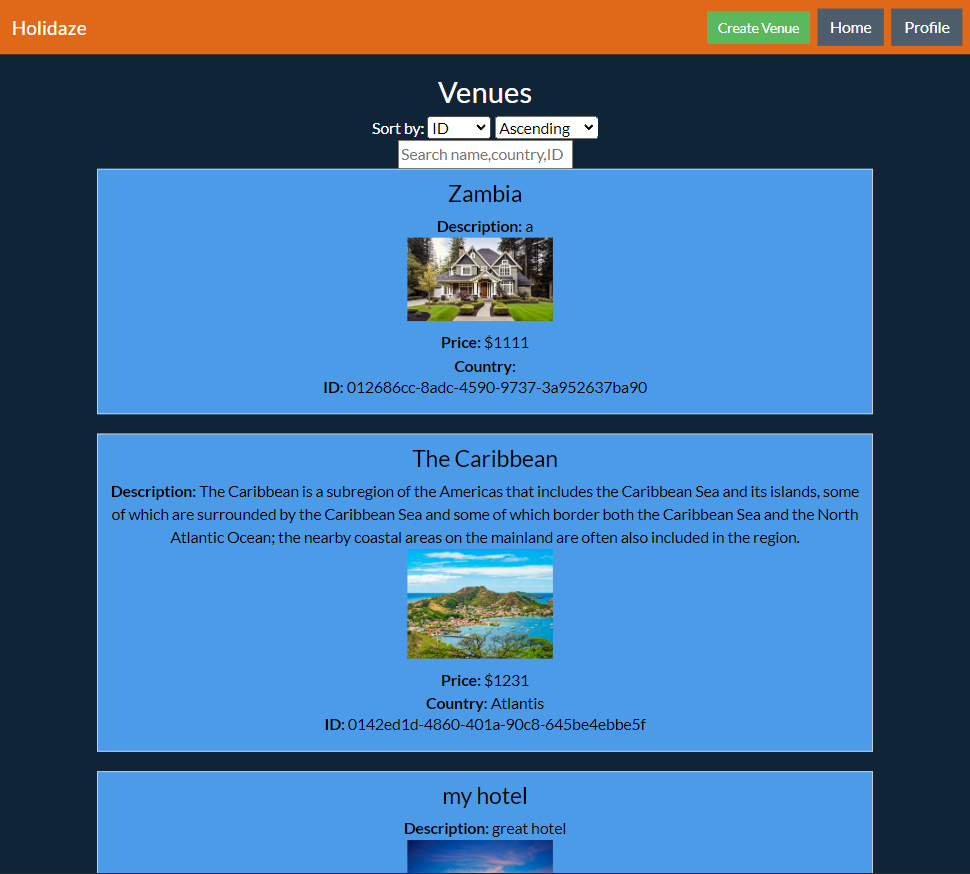 Holidaze
Create Venue
Home
Profile
Venues
Sort by: ID Ascending
Search name,country,ID
Zambia
Description: a
Price: $1111
Country:
ID: 012686cc-8adc-4590-9737-3a952637ba90
The Caribbean
Description: The Caribbean is a subregion of the Americas that includes the Caribbean Sea and its islands, some
of which are surrounded by the Caribbean Sea and some of which border both the Caribbean Sea and the North
Atlantic Ocean; the nearby coastal areas on the mainland are often also included in the region.
Price: $1231
Country: Atlantis
ID: 0142ed1d-4860-401a-90c8-645be4ebbe5f
my hotel
Description: great hotel